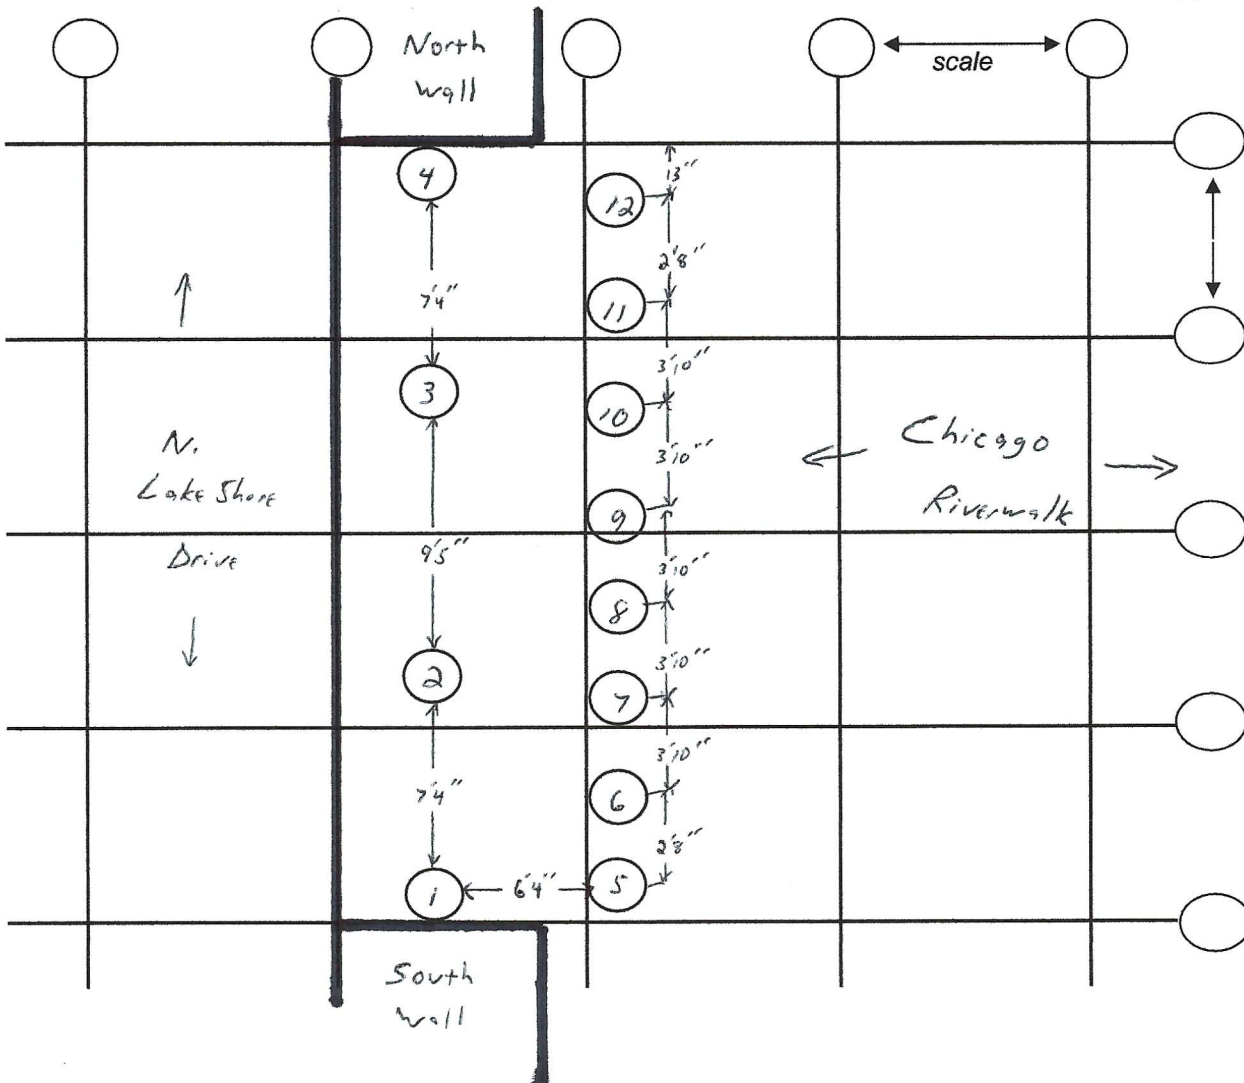 North
Wall
scale
4
13"
12
2'8"
7'4"
11
3'10"
3
10
N.
Lake Shore
Drive
Chicago
Riverwalk
3'10"
9
9'5"
3'10"
8
2
3'10"
7
3'10"
7'4"
6
2'8"
1
6'4"
5
South
Wall